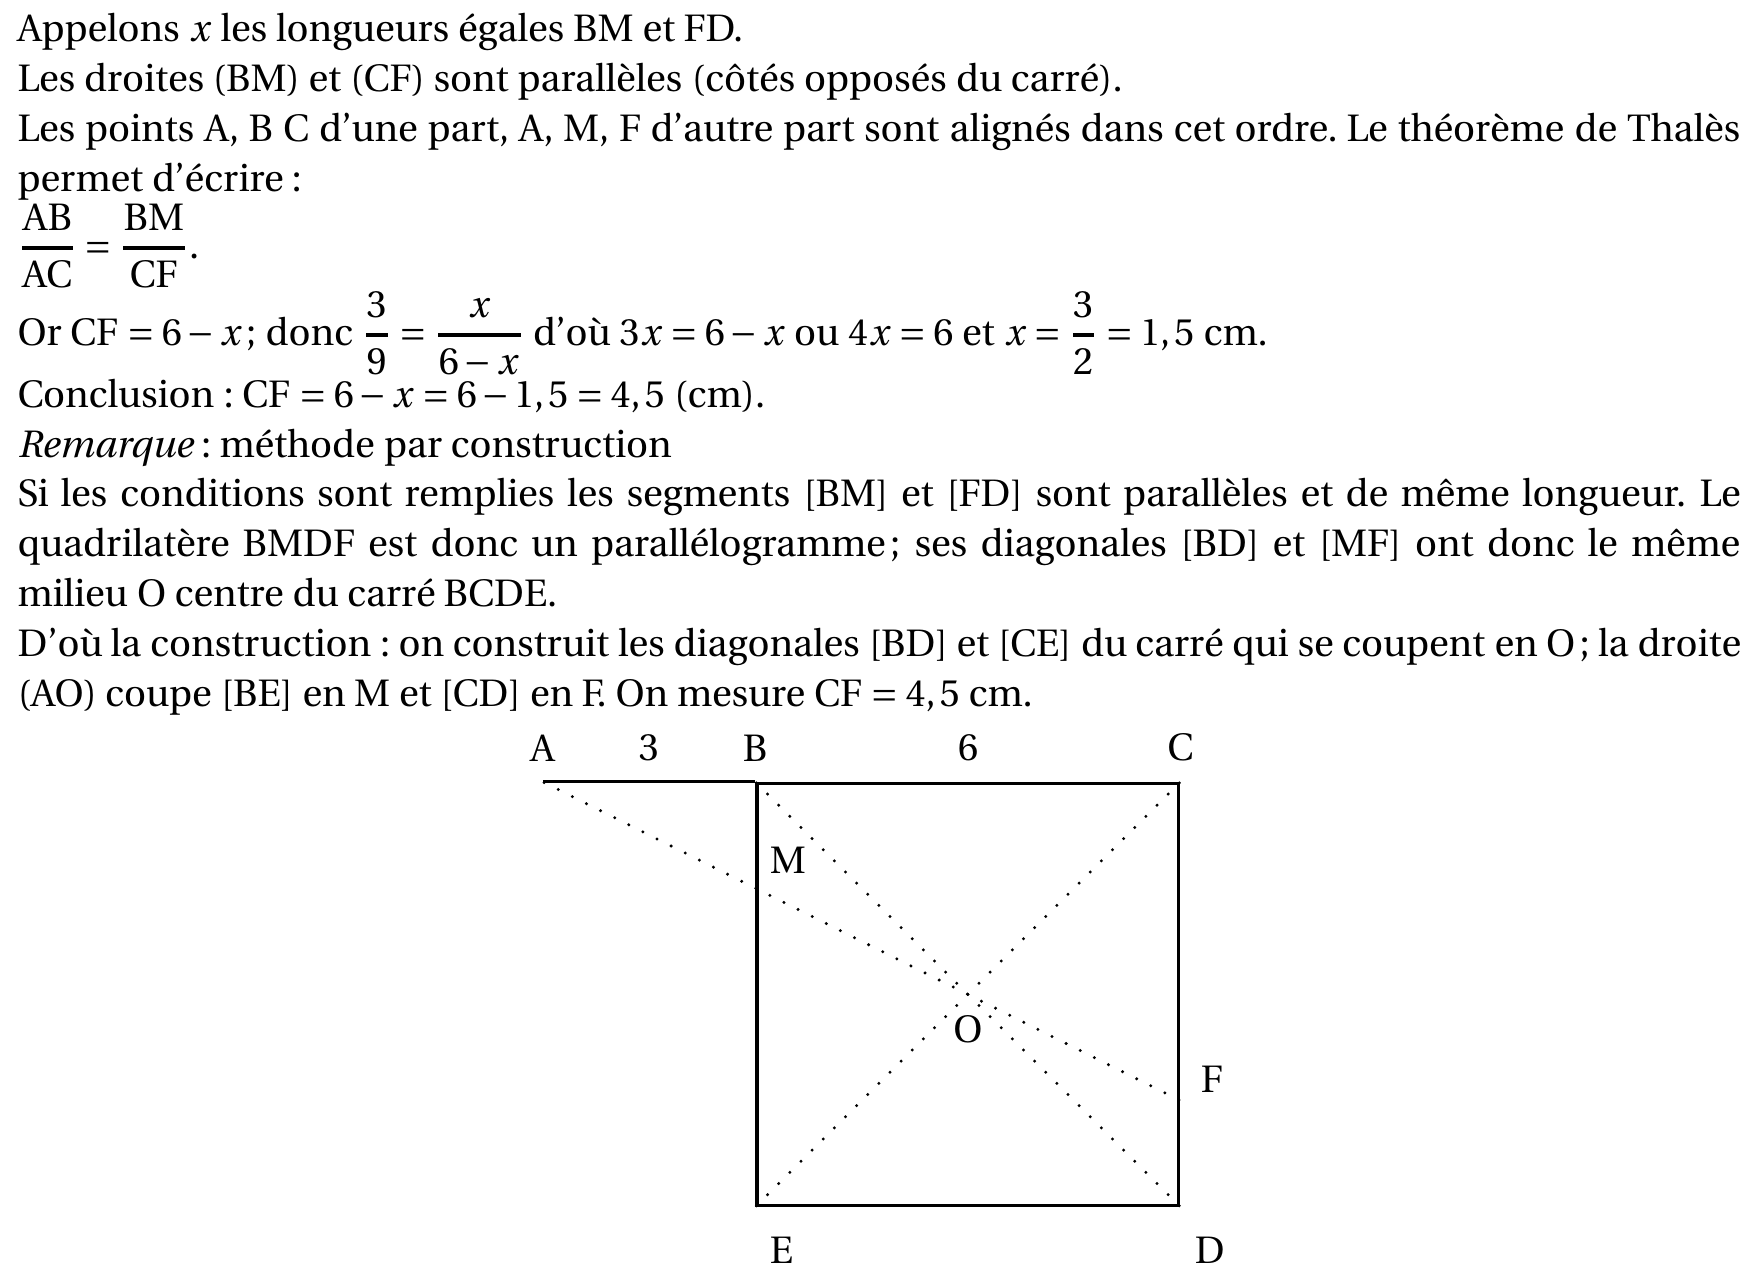 Appelons x les longueurs égales BM et FD.
Les droites (BM) et (CF) sont parallèles (côtés opposés du carré).
Les points A, B C d'une part, A, M, F d'autre part sont alignés dans cet ordre. Le théorème de Thalès
permet d'écrire :
AB/AC = BM/CF.
Or CF = 6 − x ; donc 3/9 = x/(6 − x) d'où 3x = 6 − x ou 4x = 6 et x = 3/2 = 1,5 cm.
Conclusion : CF = 6 − x = 6 − 1,5 = 4,5 (cm).
Remarque : méthode par construction
Si les conditions sont remplies les segments [BM] et [FD] sont parallèles et de même longueur. Le
quadrilatère BMDF est donc un parallélogramme ; ses diagonales [BD] et [MF] ont donc le même
milieu O centre du carré BCDE.
D'où la construction : on construit les diagonales [BD] et [CE] du carré qui se coupent en O ; la droite
(AO) coupe [BE] en M et [CD] en F. On mesure CF = 4,5 cm.
A 3 B 6 C
M
O
F
E D